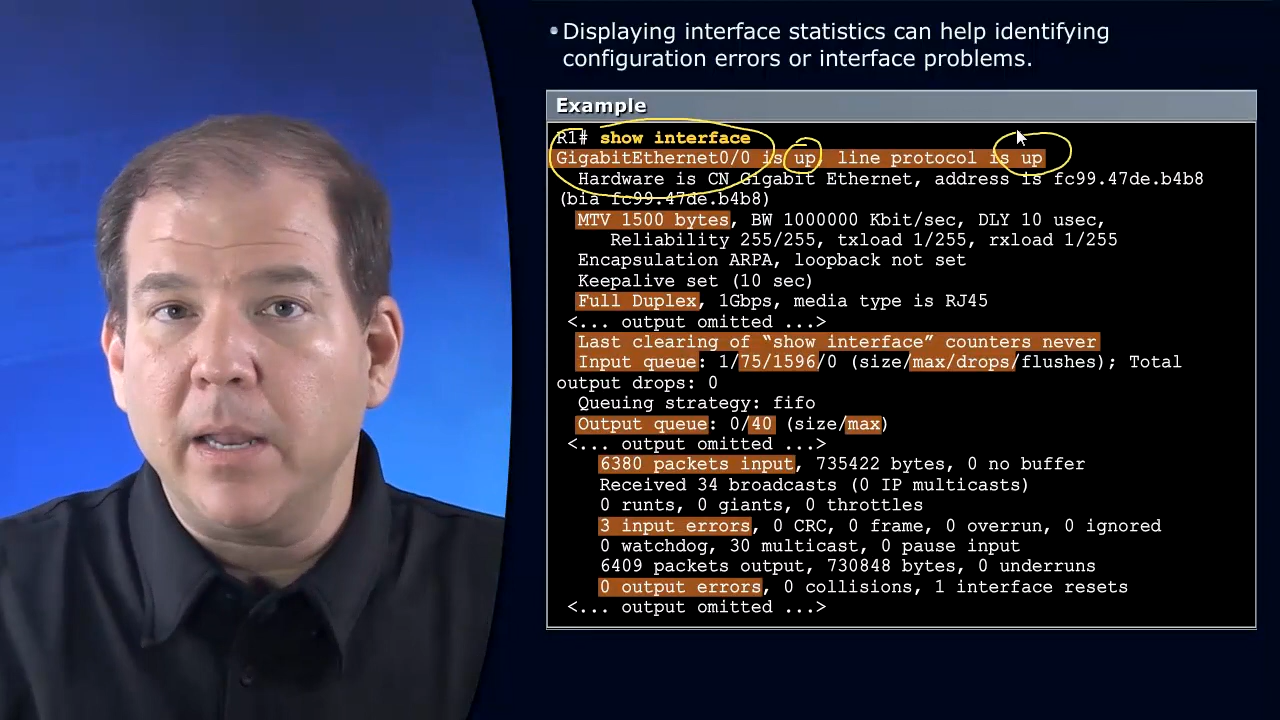 • Displaying interface statistics can help identifying
configuration errors or interface problems.
Example
R1# show interface
GigabitEthernet0/0 is up, line protocol is up
Hardware is CN Gigabit Ethernet, address is fc99.47de.b4b8
(bia fc99.47de.b4b8)
MTV 1500 bytes, BW 1000000 Kbit/sec, DLY 10 usec,
Reliability 255/255, txload 1/255, rxload 1/255
Encapsulation ARPA, loopback not set
Keepalive set (10 sec)
Full Duplex, 1Gbps, media type is RJ45
<... output omitted ...>
Last clearing of “show interface” counters never
Input queue: 1/75/1596/0 (size/max/drops/flushes); Total
output drops: 0
Queuing strategy: fifo
Output queue: 0/40 (size/max)
<... output omitted ...>
6380 packets input, 735422 bytes, 0 no buffer
Received 34 broadcasts (0 IP multicasts)
0 runts, 0 giants, 0 throttles
3 input errors, 0 CRC, 0 frame, 0 overrun, 0 ignored
0 watchdog, 30 multicast, 0 pause input
6409 packets output, 730848 bytes, 0 underruns
0 output errors, 0 collisions, 1 interface resets
<... output omitted ...>